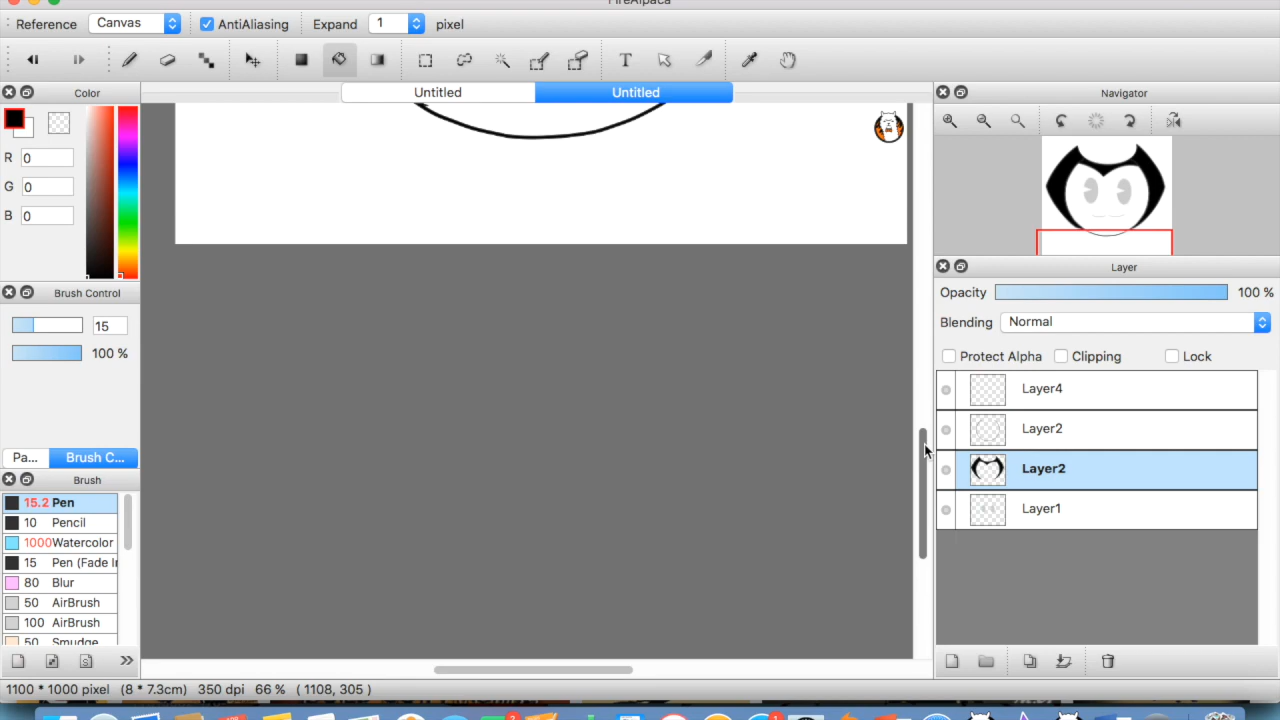 FireAlpaca
Reference Canvas AntiAliasing Expand 1 pixel
Untitled Untitled
Color
R 0
G 0
B 0
Brush Control
15
100 %
Pa... Brush C...
Brush
15.2 Pen
10 Pencil
1000 Watercolor
15 Pen (Fade I
80 Blur
50 AirBrush
100 AirBrush
50 Smudge
Navigator
Layer
Opacity 100 %
Blending Normal
Protect Alpha Clipping Lock
Layer4
Layer2
Layer2
Layer1
1100 * 1000 pixel (8 * 7.3cm) 350 dpi 66 % ( 1108, 305 )